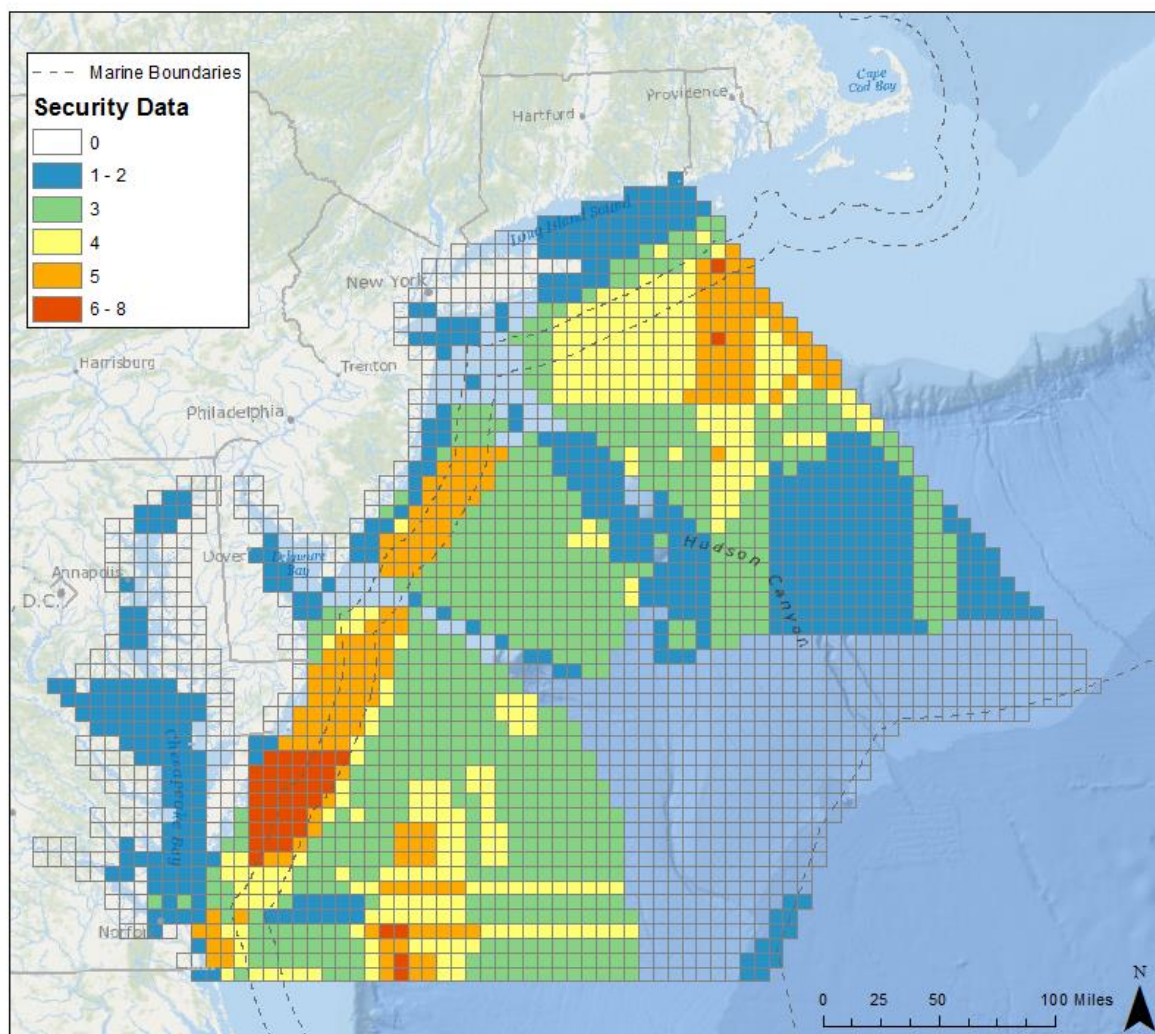 Marine Boundaries
Security Data
0
1 - 2
3
4
5
6 - 8
Cape
Cod Bay
Providence
Hartford
Long Island Sound
New York
Harrisburg
Trenton
Philadelphia
Dover
Delaware
Bay
Annapolis
D.C.
Hudson Canyon
Chesapeake Bay
Norfolk
N
0 25 50 100 Miles